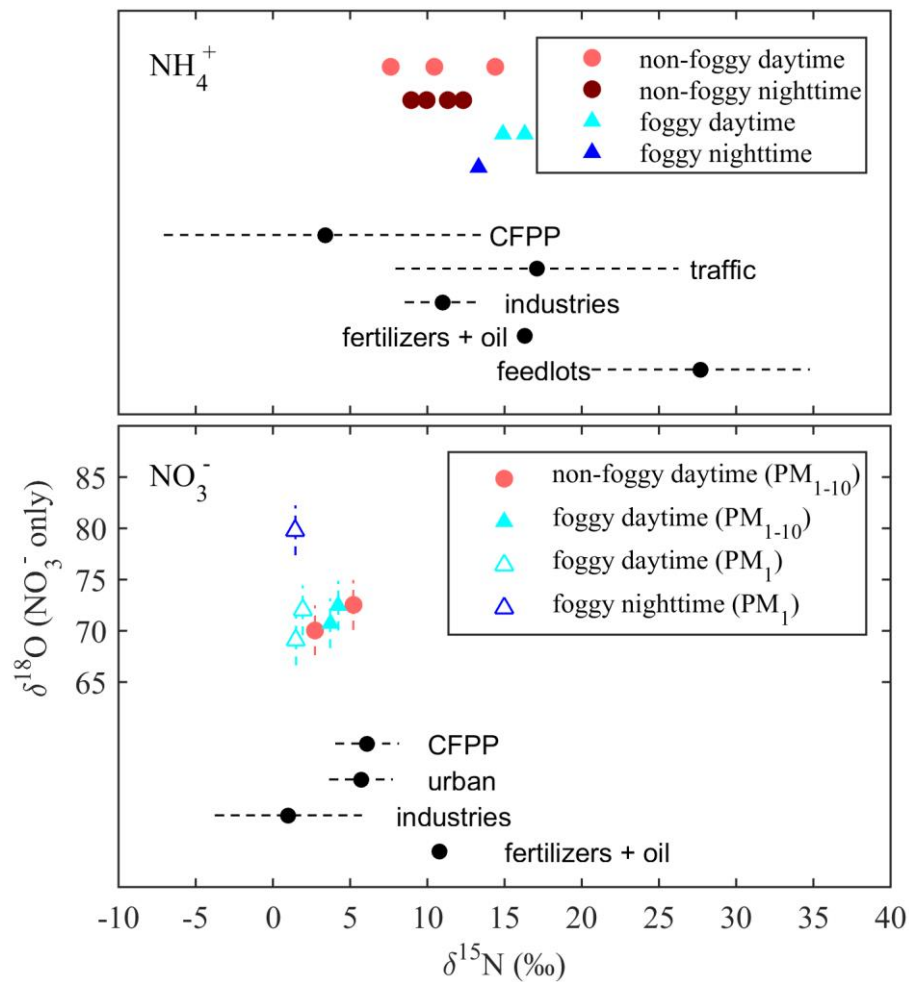 NH₄⁺
non-foggy daytime
non-foggy nighttime
foggy daytime
foggy nighttime
CFPP
traffic
industries
fertilizers + oil
feedlots
NO₃⁻
non-foggy daytime (PM₁₋₁₀)
foggy daytime (PM₁₋₁₀)
foggy daytime (PM₁)
foggy nighttime (PM₁)
δ¹⁸O (NO₃⁻ only)
85
80
75
70
65
CFPP
urban
industries
fertilizers + oil
-10 -5 0 5 10 15 20 25 30 35 40
δ¹⁵N (‰)